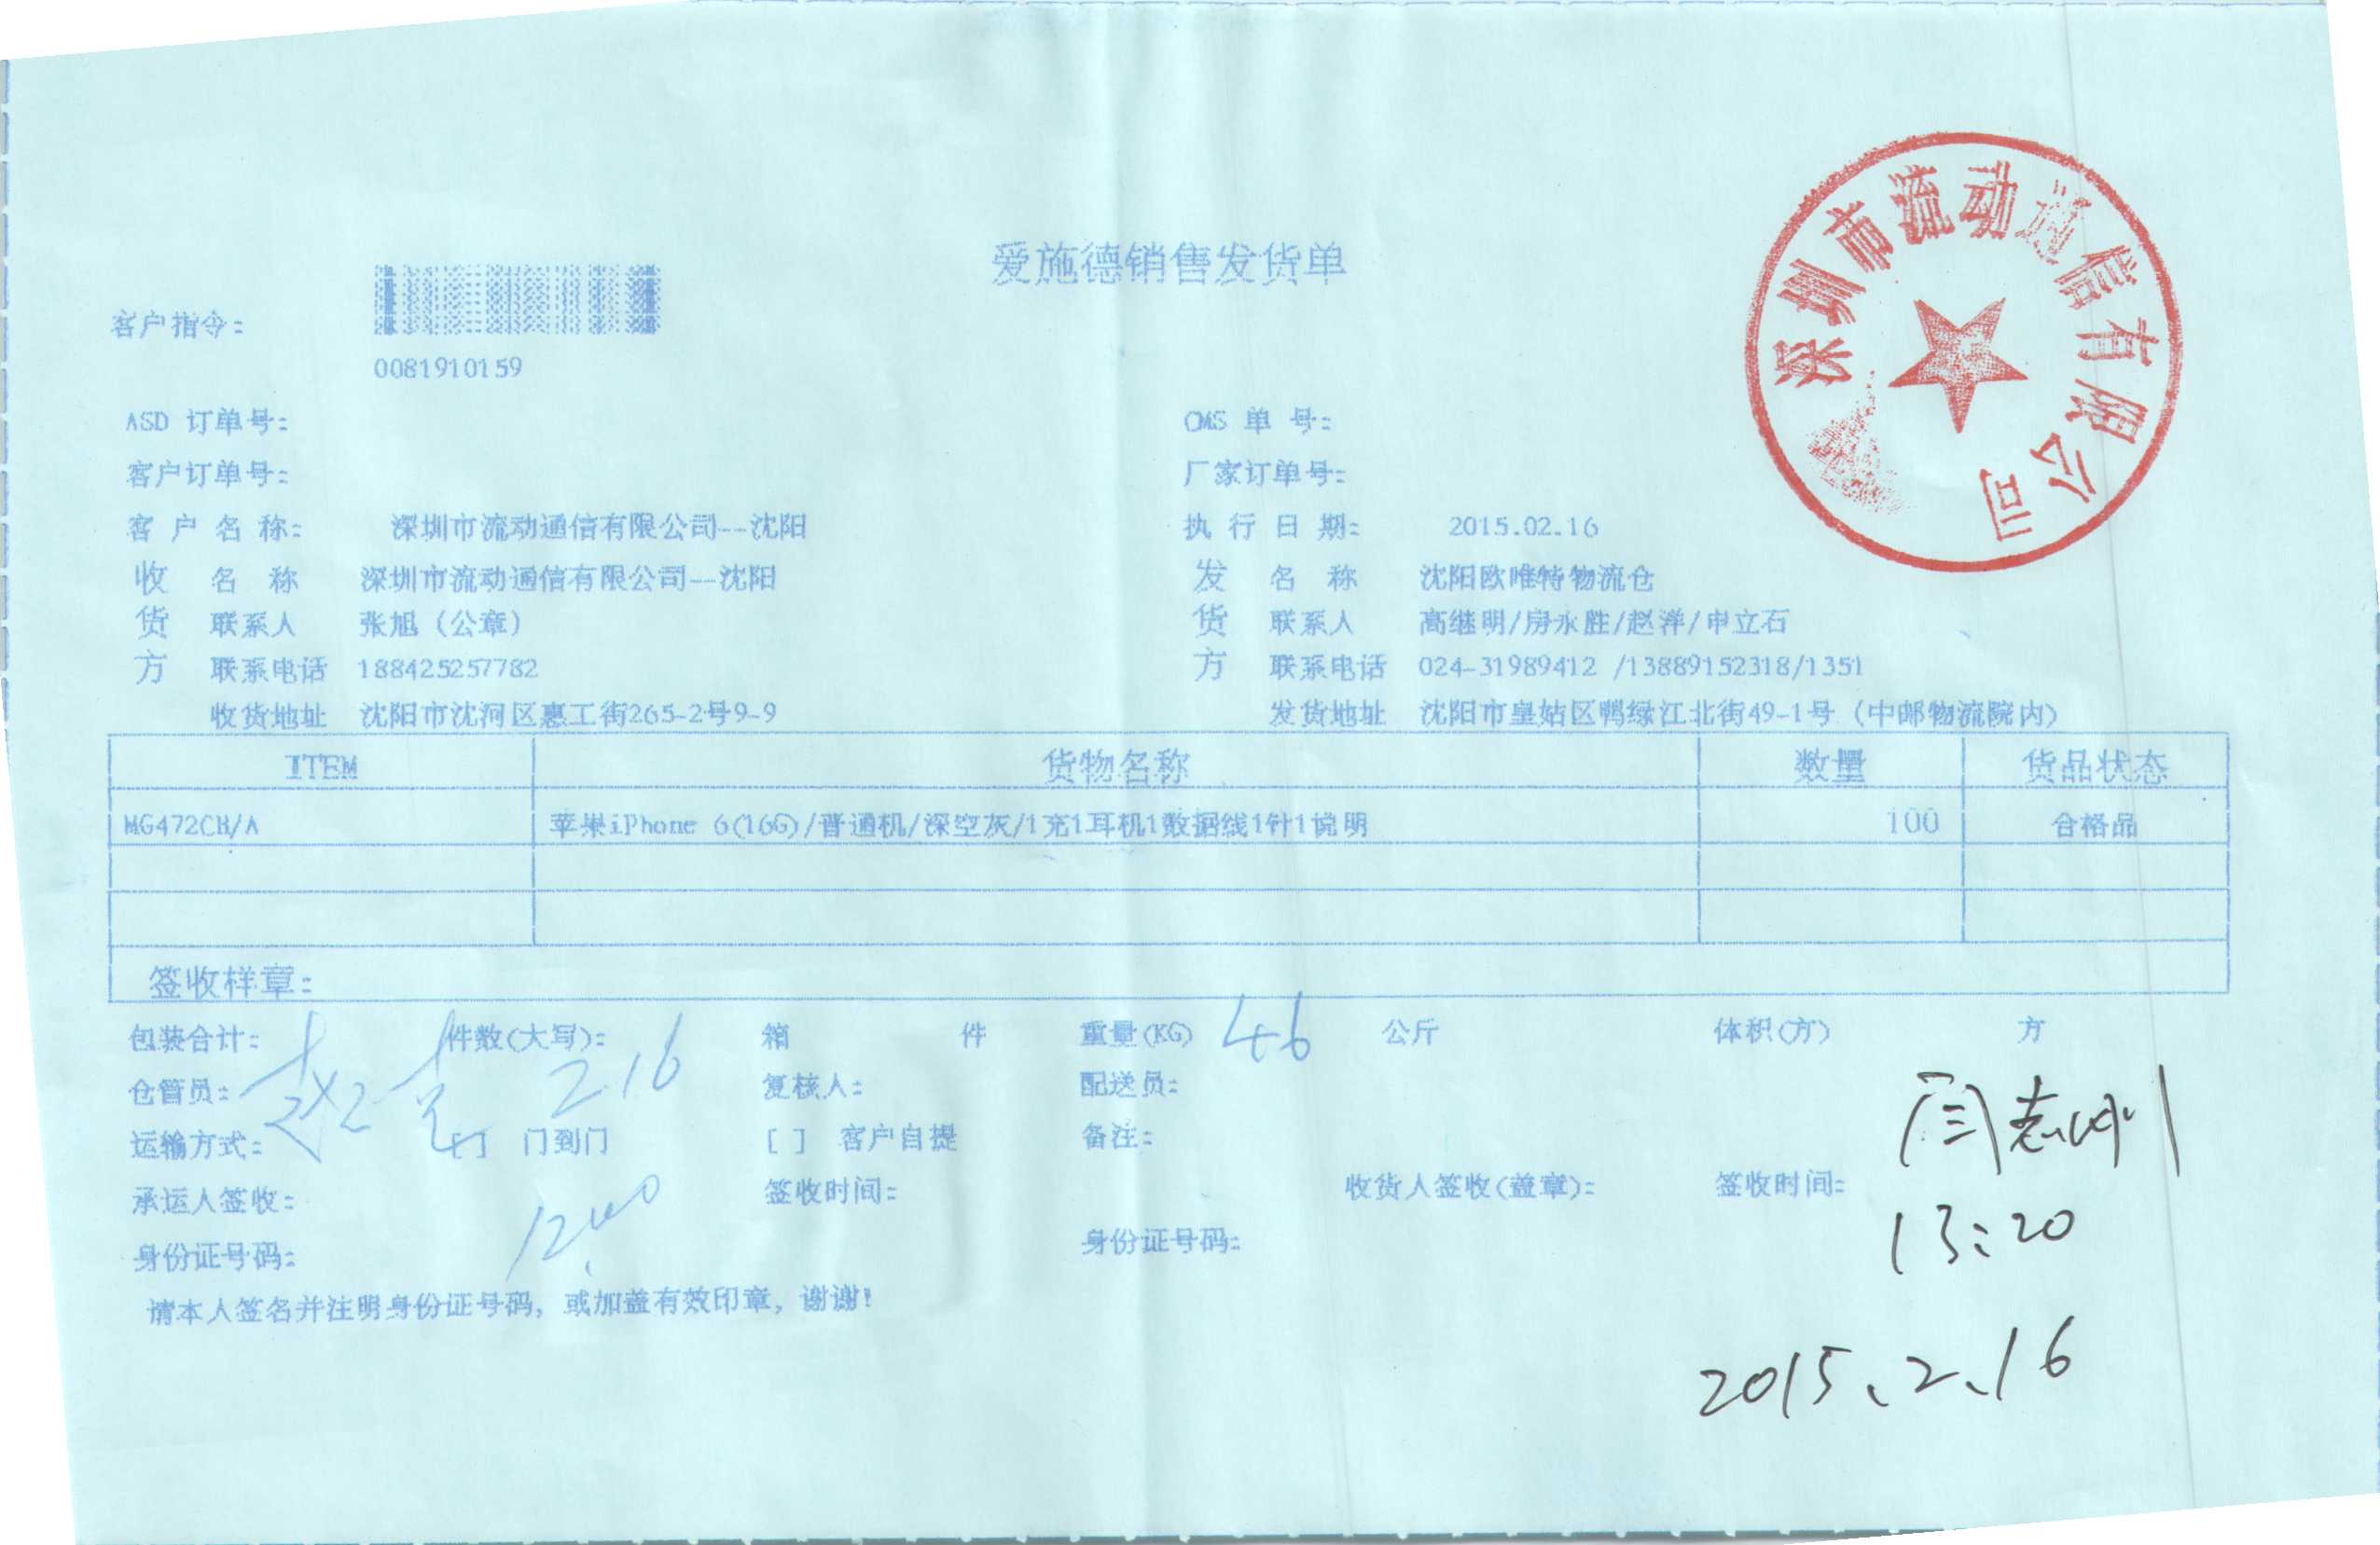 爱施德销售发货单
深圳市流动通信有限公司
客户指令:
0081910159
ASD 订单号: OMS 单 号:
客户订单号: 厂家订单号:
客 户 名 称: 深圳市流动通信有限公司--沈阳 执 行 日 期: 2015.02.16
收 名 称 深圳市流动通信有限公司--沈阳 发 名 称 沈阳欧唯特物流仓
货 联系人 张旭（公章） 货 联系人 高继明/房永胜/赵洋/申立石
方 联系电话 188425257782 方 联系电话 024-31989412 /13889152318/1351
收货地址 沈阳市沈河区惠工街265-2号9-9 发货地址 沈阳市皇姑区鸭绿江北街49-1号（中邮物流院内）
ITEM 货物名称 数量 货品状态
MG472CH/A 苹果iPhone 6(16G)/普通机/深空灰/1充1耳机1数据线1针1说明 100 合格品
签收样章:
包装合计: 件数(大写): 箱 件 重量(KG) 46 公斤 体积(方) 方
仓管员: 2.16 复核人: 配送员:
运输方式: [ ] 门到门 [ ] 客户自提 备注:
闫志刚
承运人签收: 签收时间: 收货人签收(盖章): 签收时间:
13:20
身份证号码: 身份证号码:
请本人签名并注明身份证号码, 或加盖有效印章, 谢谢!
2015.2.16